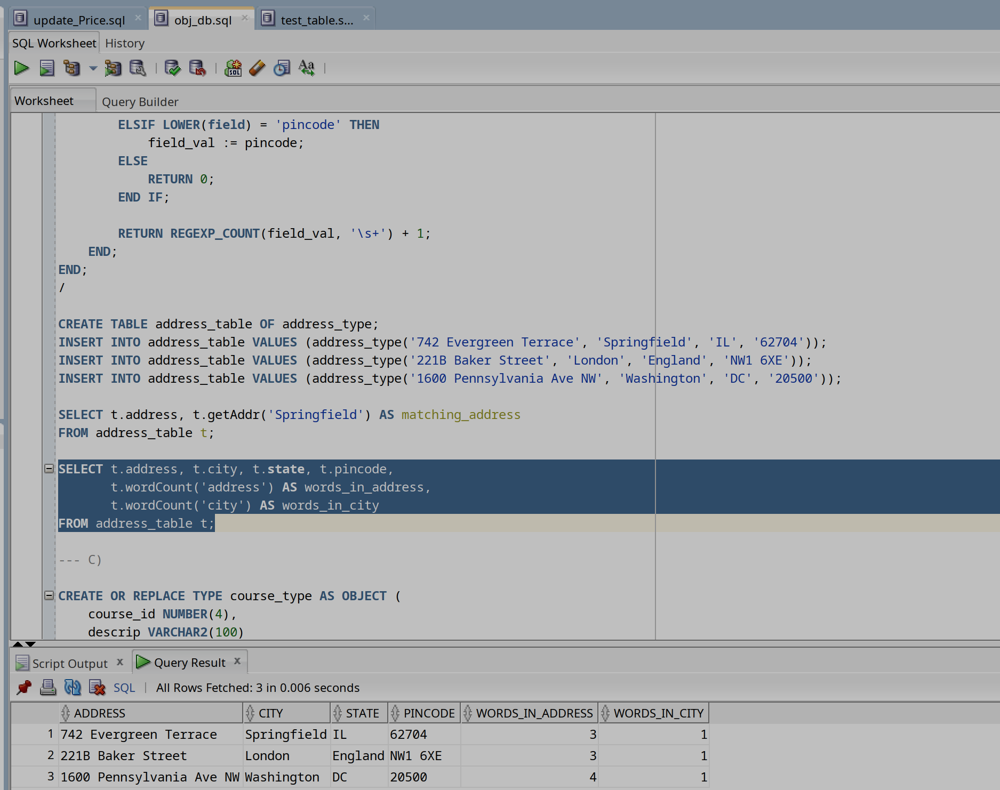 update_Price.sql
obj_db.sql
test_table.s...
SQL Worksheet
History
Worksheet
Query Builder
ELSIF LOWER(field) = 'pincode' THEN
field_val := pincode;
ELSE
RETURN 0;
END IF;
RETURN REGEXP_COUNT(field_val, '\s+') + 1;
END;
END;
/
CREATE TABLE address_table OF address_type;
INSERT INTO address_table VALUES (address_type('742 Evergreen Terrace', 'Springfield', 'IL', '62704'));
INSERT INTO address_table VALUES (address_type('221B Baker Street', 'London', 'England', 'NW1 6XE'));
INSERT INTO address_table VALUES (address_type('1600 Pennsylvania Ave NW', 'Washington', 'DC', '20500'));
SELECT t.address, t.getAddr('Springfield') AS matching_address
FROM address_table t;
SELECT t.address, t.city, t.state, t.pincode,
t.wordCount('address') AS words_in_address,
t.wordCount('city') AS words_in_city
FROM address_table t;
--- C)
CREATE OR REPLACE TYPE course_type AS OBJECT (
course_id NUMBER(4),
descrip VARCHAR2(100)
Script Output x
Query Result x
SQL | All Rows Fetched: 3 in 0.006 seconds
ADDRESS CITY STATE PINCODE WORDS_IN_ADDRESS WORDS_IN_CITY
1 742 Evergreen Terrace Springfield IL 62704 3 1
2 221B Baker Street London England NW1 6XE 3 1
3 1600 Pennsylvania Ave NW Washington DC 20500 4 1